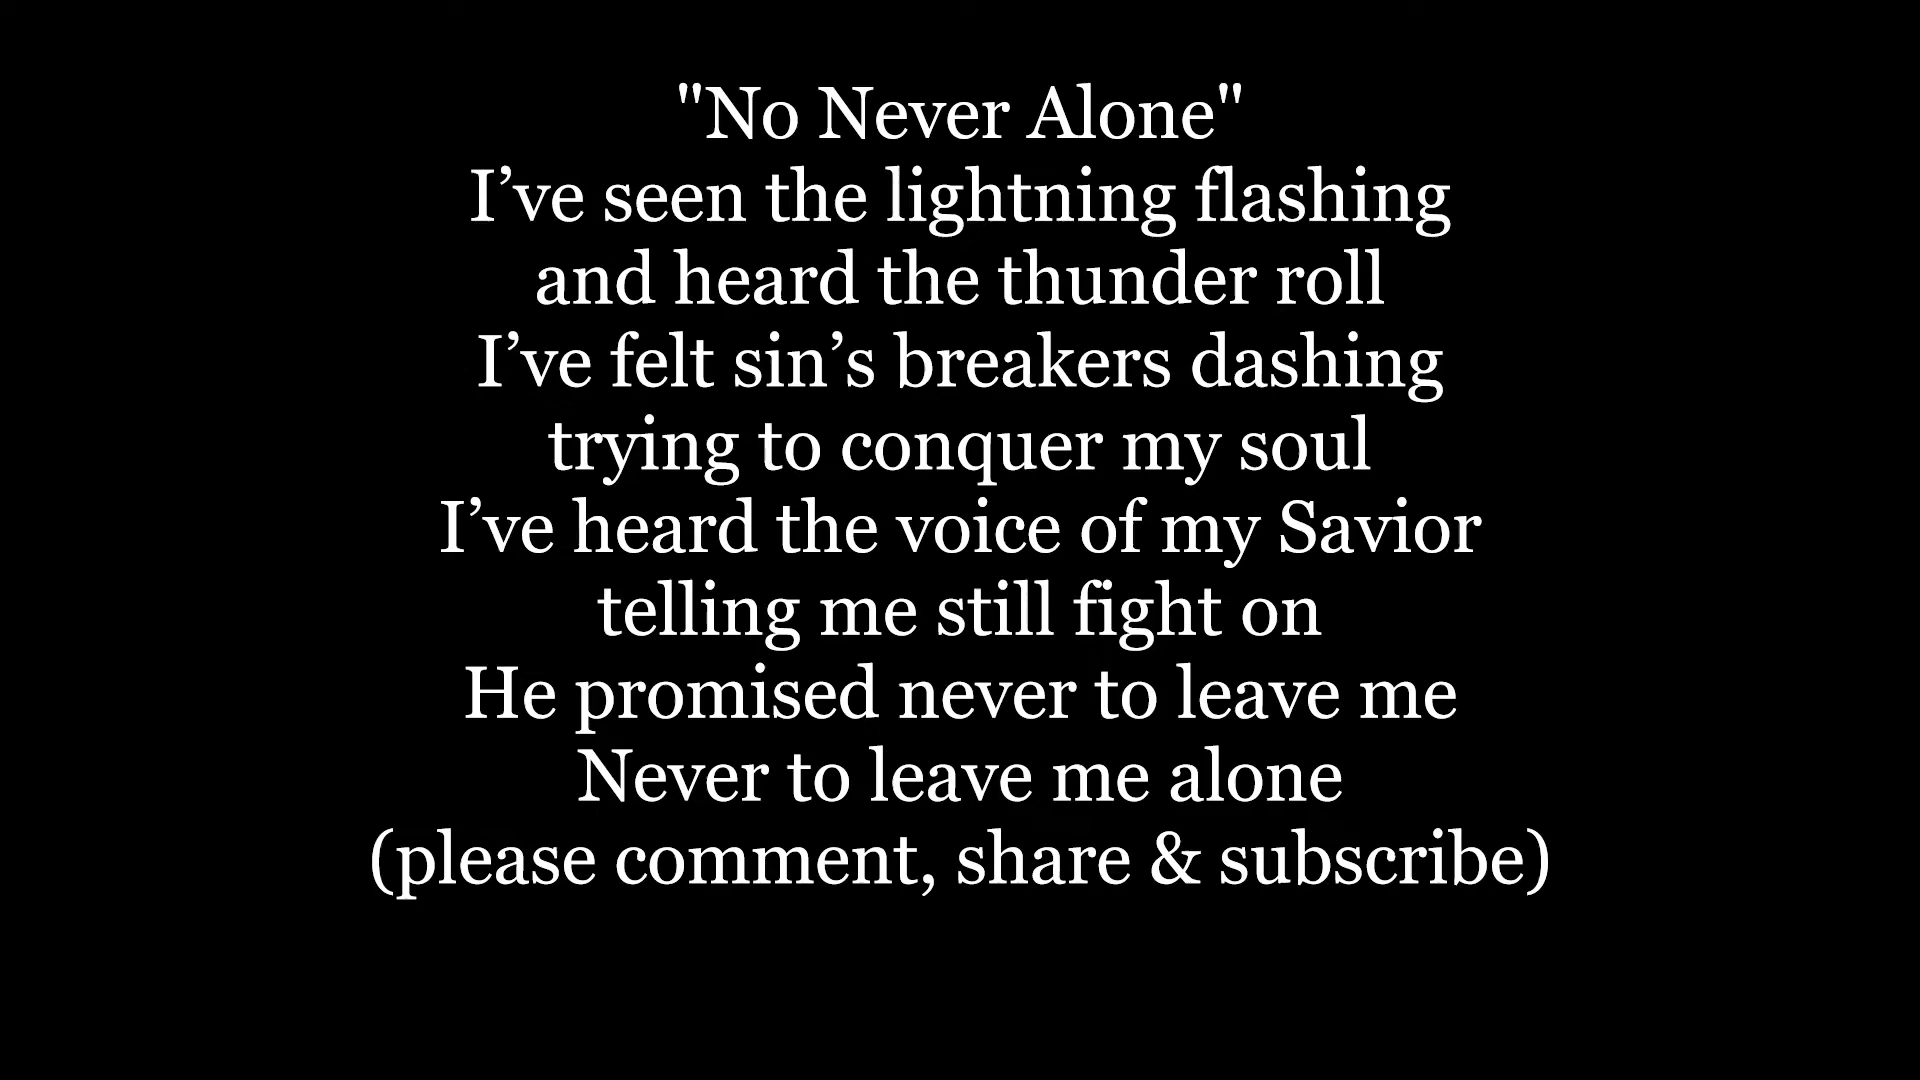 "No Never Alone"
I’ve seen the lightning flashing
and heard the thunder roll
I’ve felt sin’s breakers dashing
trying to conquer my soul
I’ve heard the voice of my Savior
telling me still fight on
He promised never to leave me
Never to leave me alone
(please comment, share & subscribe)